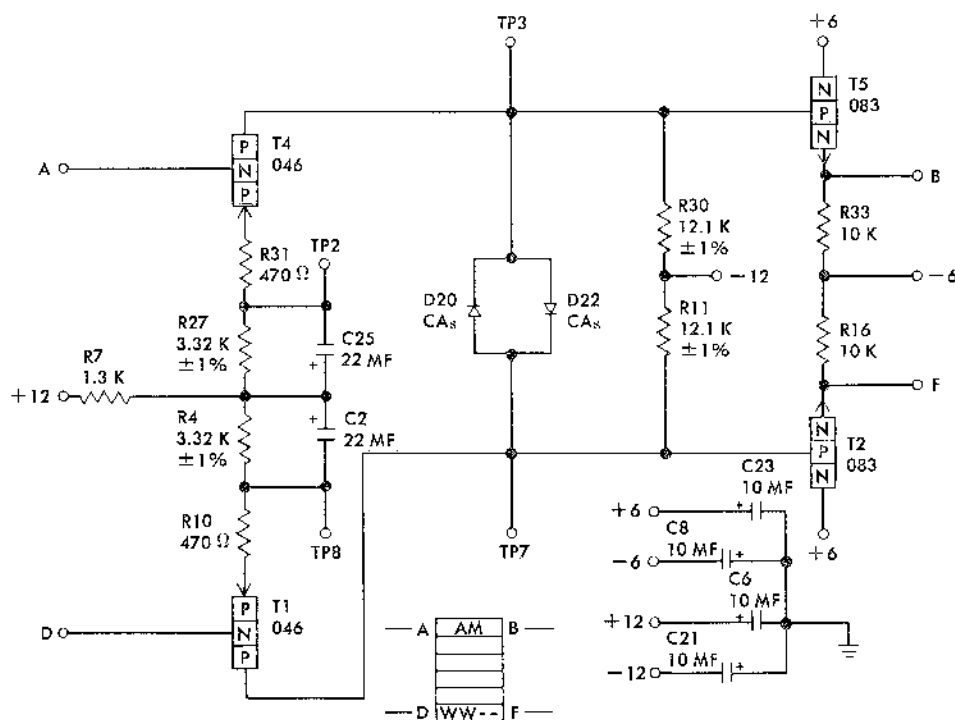 TP3
+6
T5
083
N
P
N
T4
046
P
N
P
A
B
R30
12.1 K
±1%
R33
10 K
R31
470 Ω
TP2
-12
-6
D20
CAs
D22
CAs
R27
3.32 K
±1%
C25
22 MF
+
R11
12.1 K
±1%
R16
10 K
R7
1.3 K
+12
F
R4
3.32 K
±1%
+
C2
22 MF
N
P
N
T2
083
R10
470 Ω
TP8
TP7
C23
10 MF
+6
+
+6
C8
10 MF
-6
+
C6
10 MF
+12
+
C21
10 MF
-12
+
P
N
P
T1
046
D
A AM B
D WW-- F